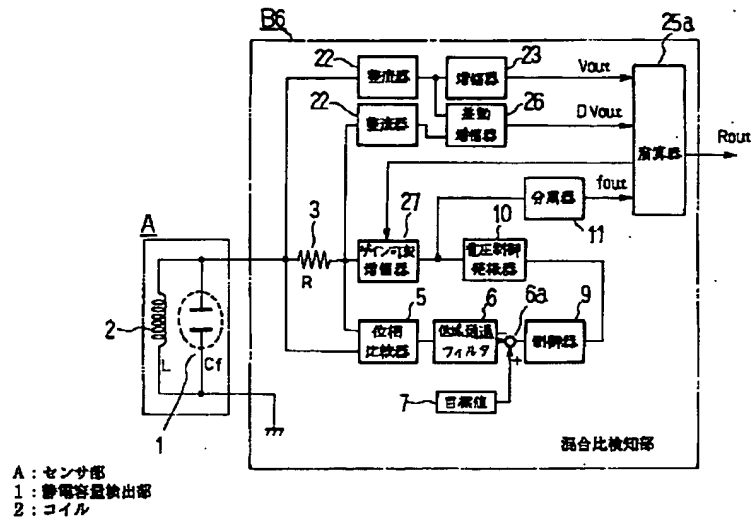 B6
25a
22
整流器
23
増幅器
Vout
22
整流器
26
差動
増幅器
DVout
演算器
Rout
fout
分周器
11
A
3
R
27
ゲイン可変
増幅器
10
電圧制御
発振器
5
位相
比較器
6
低域通過
フィルタ
6a
-
+
9
制御器
7
目標値
2
L
Cf
1
混合比検知部
A:センサ部
1:静電容量検出部
2:コイル